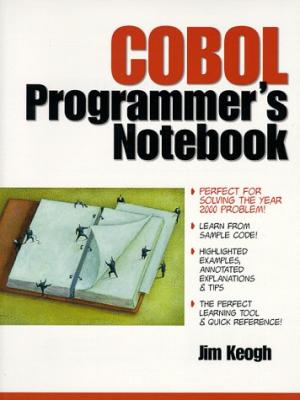 COBOL
Programmer's
Notebook
PERFECT FOR
SOLVING THE YEAR
2000 PROBLEM!
LEARN FROM
SAMPLE CODE!
HIGHLIGHTED
EXAMPLES,
ANNOTATED
EXPLANATIONS
& TIPS
THE PERFECT
LEARNING TOOL
& QUICK REFERENCE!
Jim Keogh